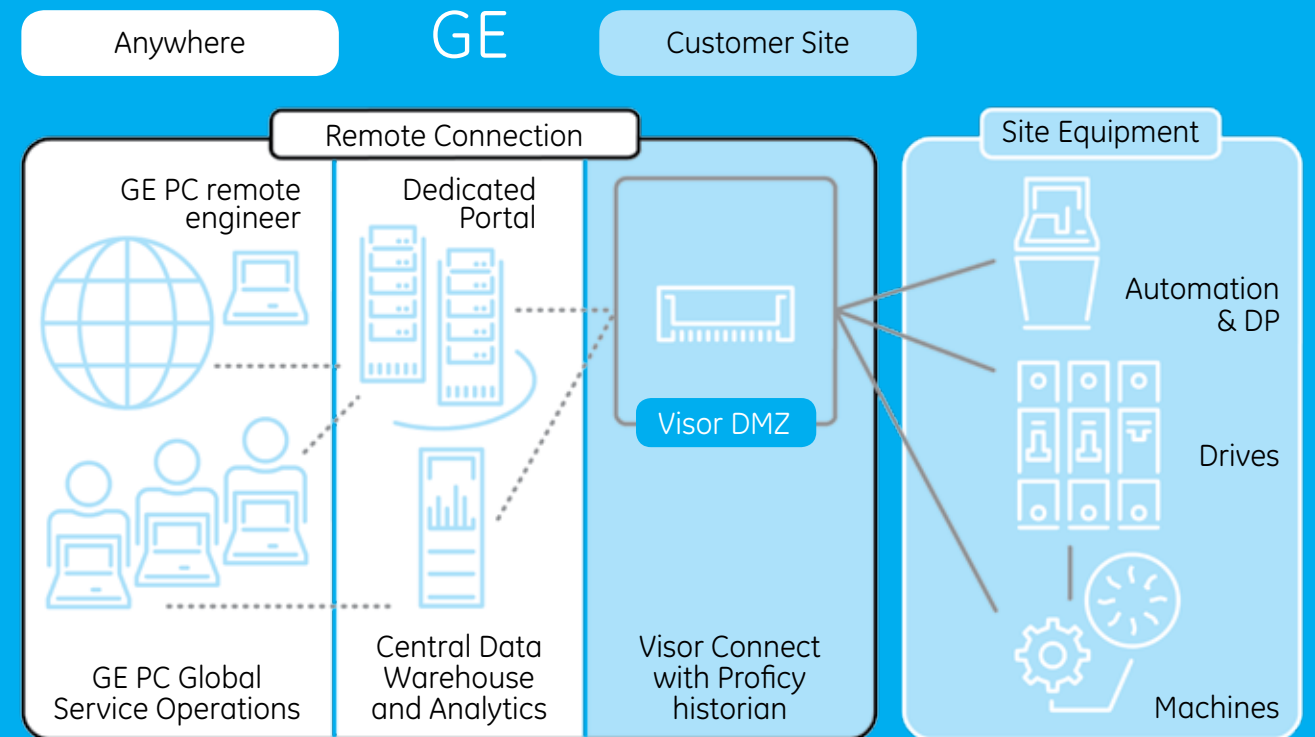 Anywhere
GE
Customer Site
Remote Connection
Site Equipment
GE PC remote
engineer
Dedicated
Portal
Automation
& DP
Visor DMZ
Drives
GE PC Global
Service Operations
Central Data
Warehouse
and Analytics
Visor Connect
with Proficy
historian
Machines